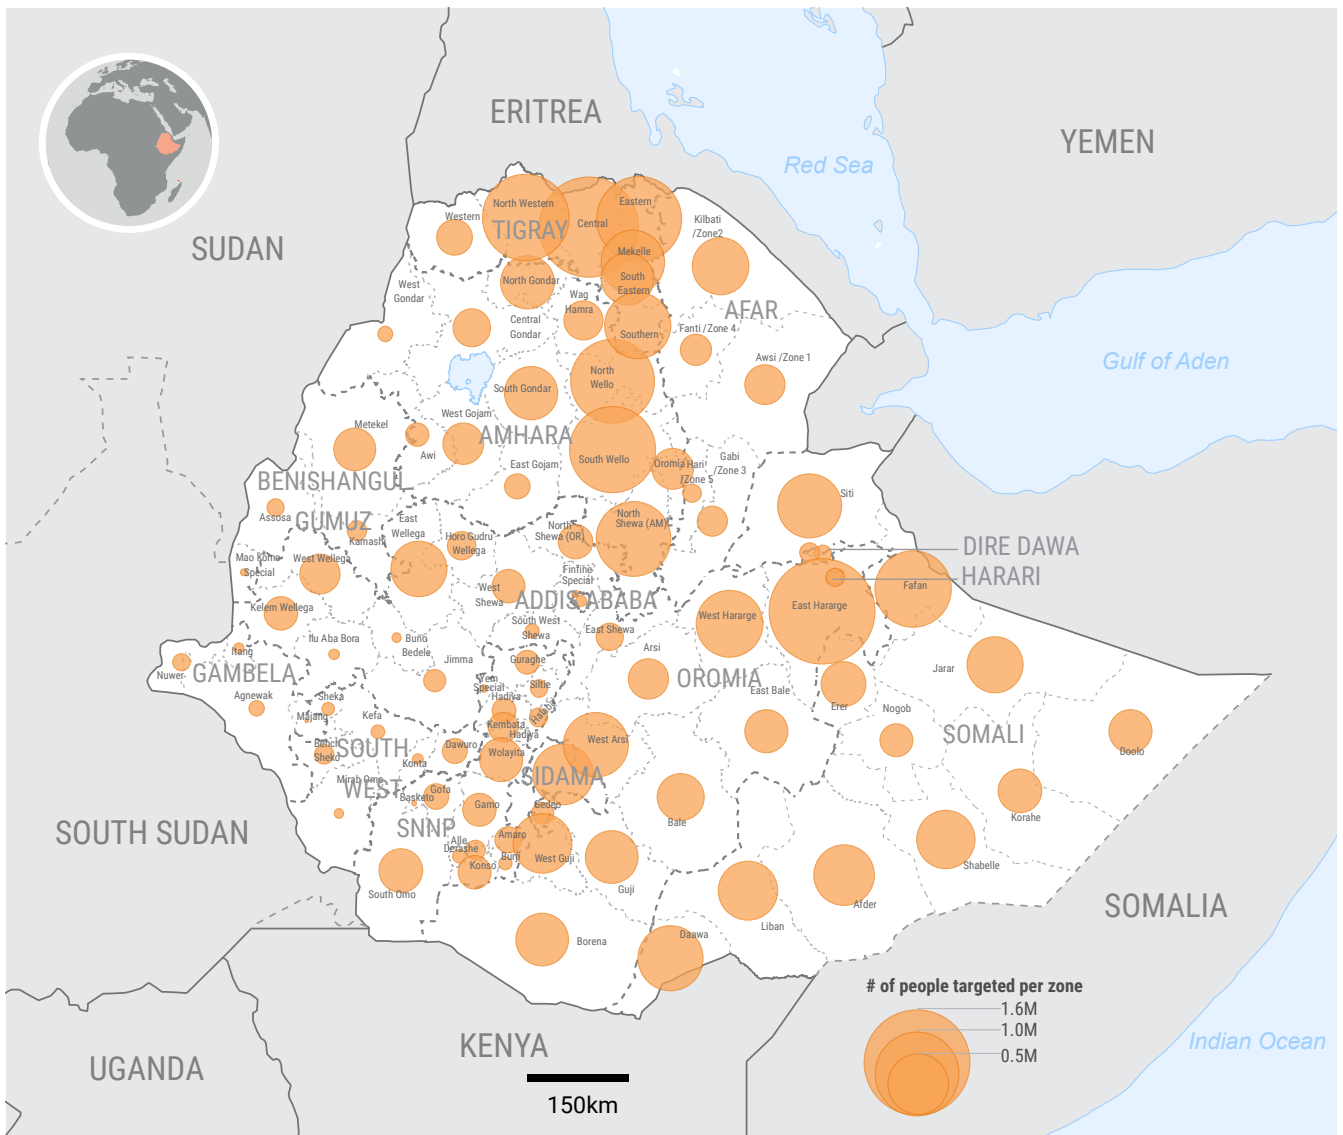 ERITREA
YEMEN
Red Sea
SUDAN
North Western
Eastern
Western
Central
Kilbati
/Zone2
TIGRAY
Mekelle
North Gondar
South
Eastern
West
Gondar
Wag
Hamra
AFAR
Central
Gondar
Southern
Fanti /Zone 4
Awsi /Zone 1
Gulf of Aden
North
Wello
South Gondar
West Gojam
Metekel
AMHARA
Awi
South Wello
East Gojam
Oromia
Hari
/Zone 5
Gabi
/Zone 3
BENISHANGUL
GUMUZ
Siti
Assosa
Kamashi
East
Wellega
Horo Gudru
Wellega
North
Shewa (OR)
North
Shewa (AM)
DIRE DAWA
HARARI
Mao Komo
Special
West Wellega
Finfine
Special
Fafan
West
Shewa
ADDIS ABABA
Kelem Wellega
East Hararge
West Hararge
South West
Shewa
East Shewa
Itang
Ilu Aba Bora
Buno
Bedele
Arsi
Nuwer
GAMBELA
Jimma
Guraghe
Jarar
Yem
Special
Siltie
OROMIA
East Bale
Agnewak
Sheka
Hadiya
Halaba
Erer
Nogob
Majang
Kefa
Kembata
Hadiya
SOMALI
Bench
Sheko
SOUTH
Dawuro
West Arsi
Doolo
Konta
Wolayita
Mirab Omo
WEST
SIDAMA
Basketo
Gofa
Gamo
Gedeo
Korahe
SOUTH SUDAN
SNNP
Bale
Alle
Amaro
Derashe
Burji
West Guji
Konso
Shabelle
South Omo
Guji
Afder
SOMALIA
Liban
Borena
Daawa
# of people targeted per zone
1.6M
1.0M
0.5M
KENYA
Indian Ocean
UGANDA
150km